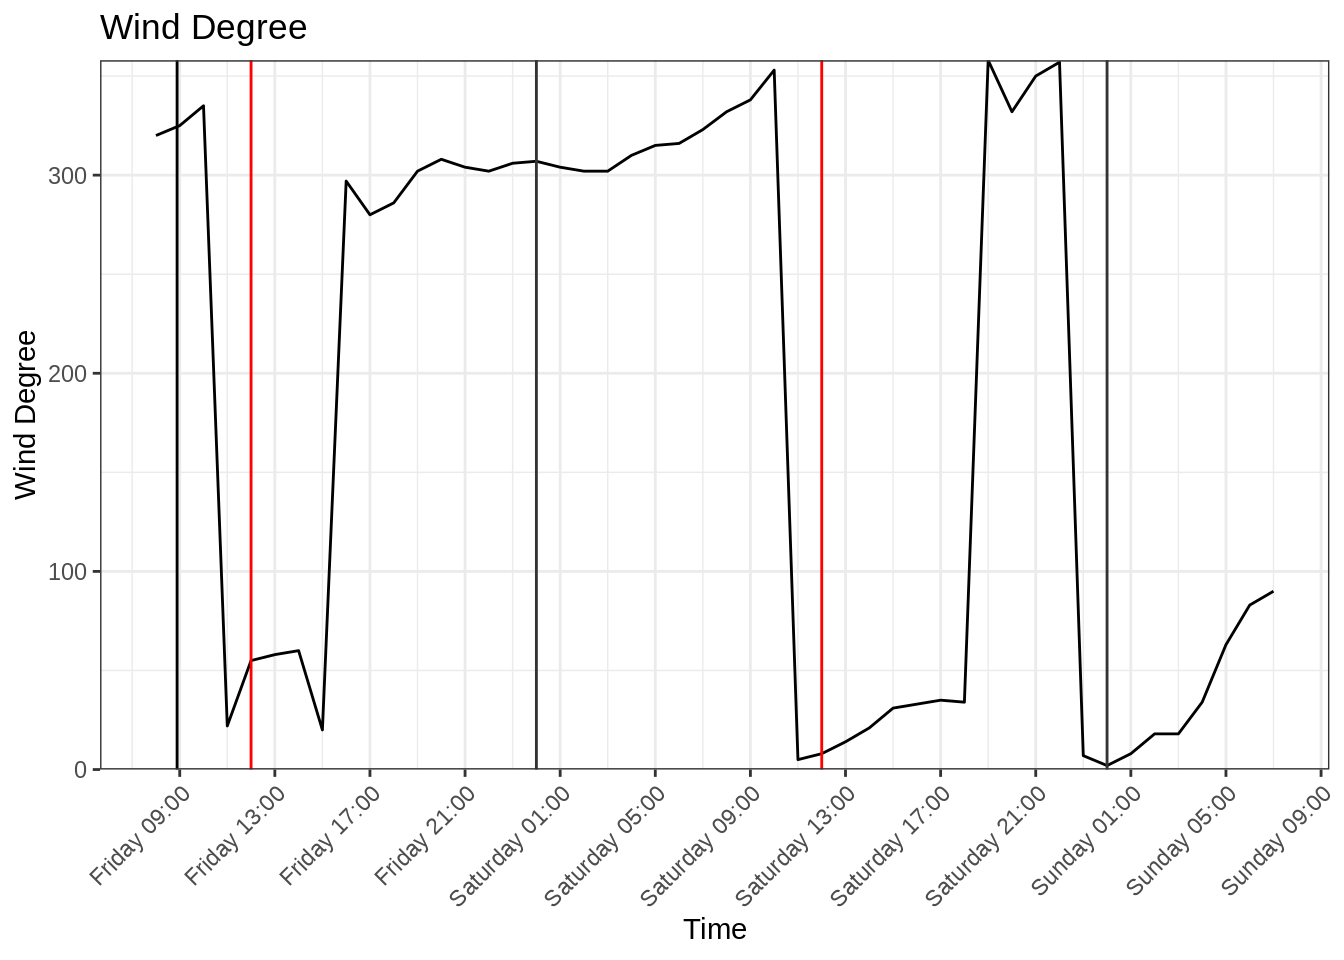 Wind Degree
Wind Degree
300
200
100
0
Friday 09:00
Friday 13:00
Friday 17:00
Friday 21:00
Saturday 01:00
Saturday 05:00
Saturday 09:00
Saturday 13:00
Saturday 17:00
Saturday 21:00
Sunday 01:00
Sunday 05:00
Sunday 09:00
Time